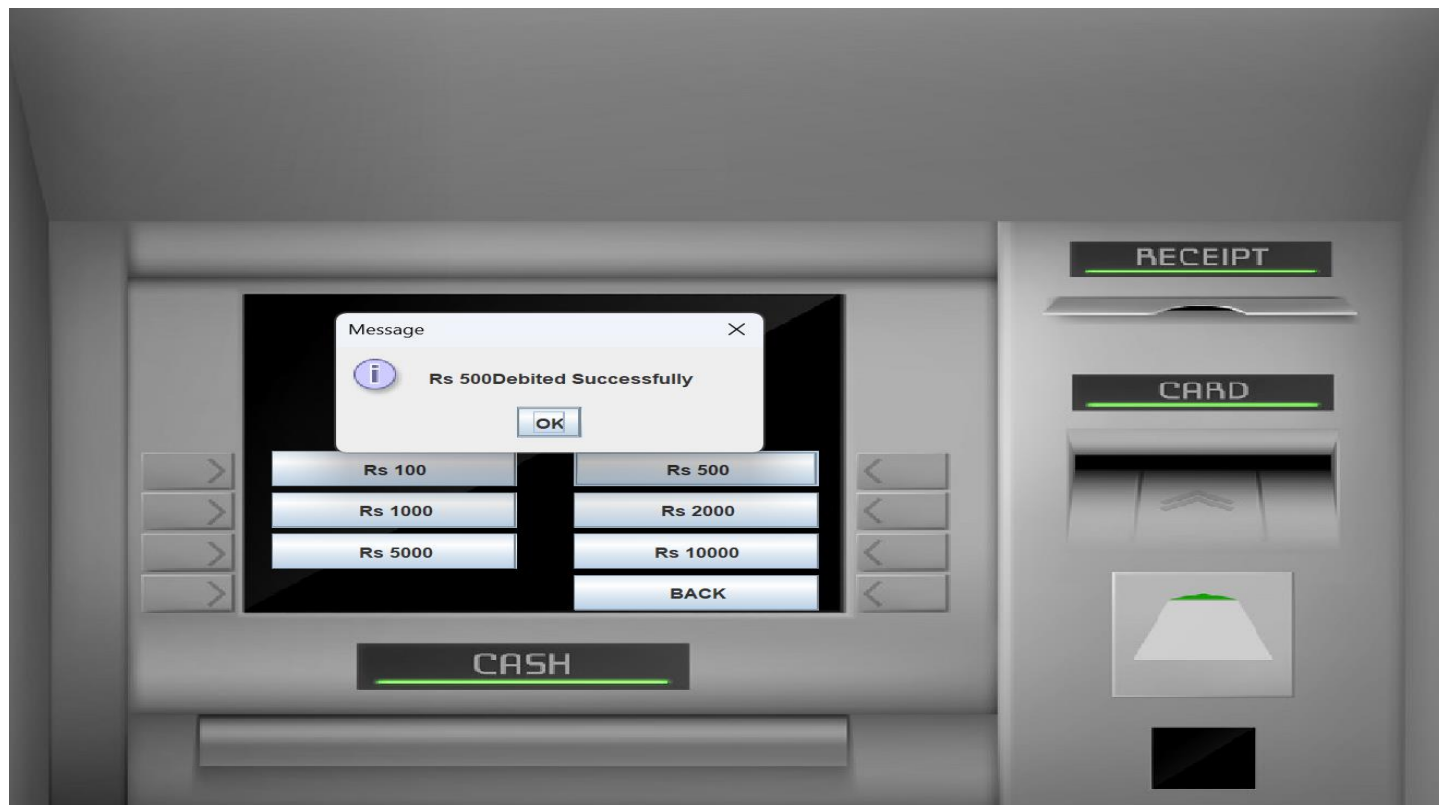 RECEIPT
Message
Rs 500Debited Successfully
CARD
OK
Rs 100
Rs 500
Rs 1000
Rs 2000
Rs 5000
Rs 10000
BACK
CASH